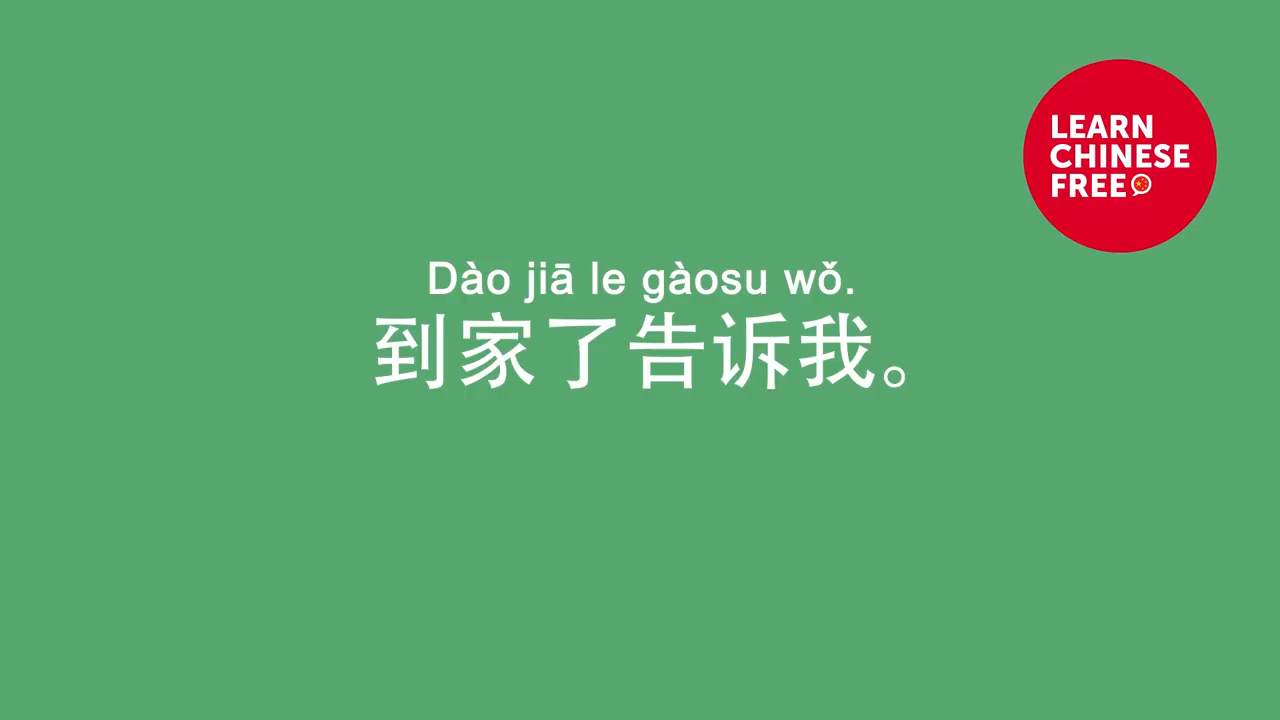 LEARN
CHINESE
FREE
Dào jiā le gàosu wǒ.
到家了告诉我。